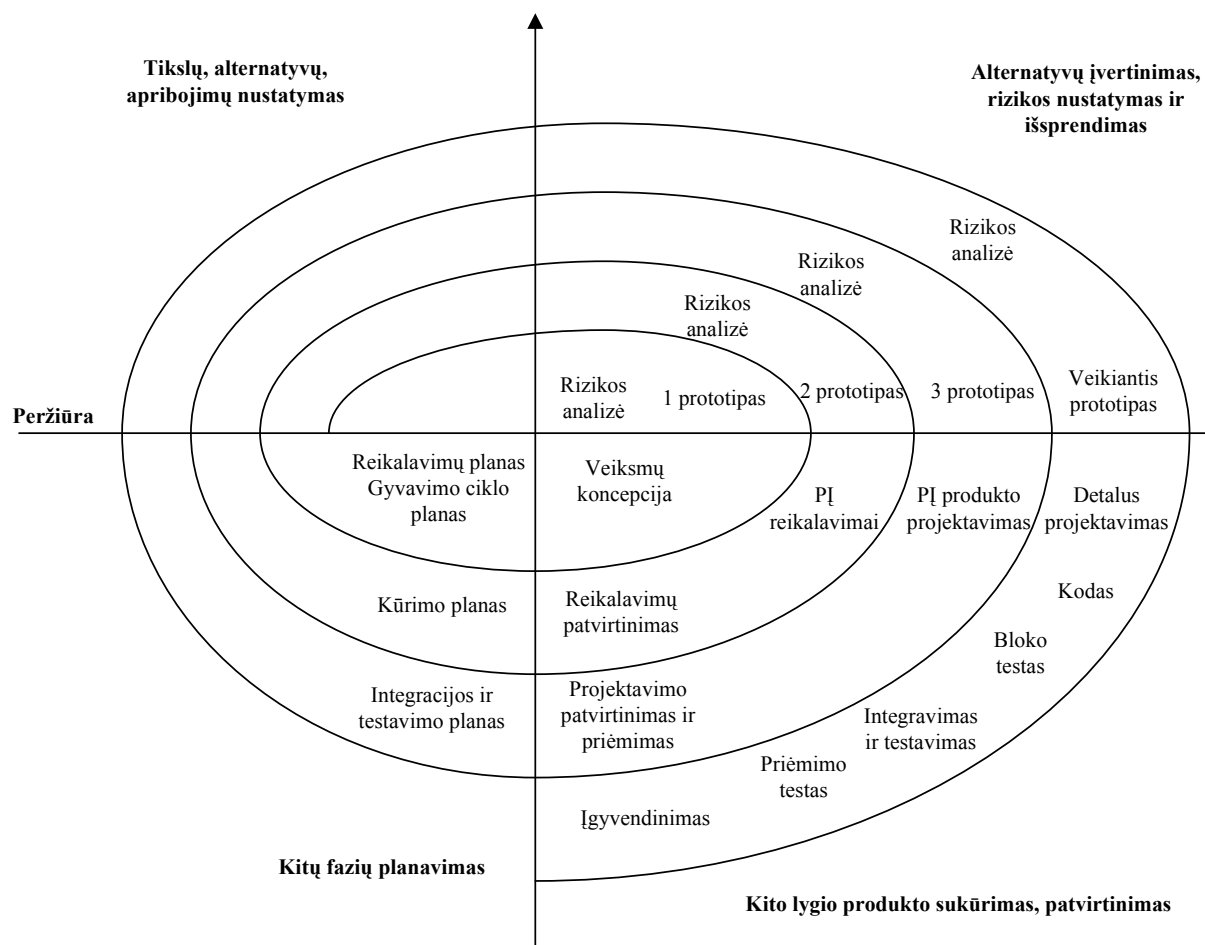 Tikslų, alternatyvų,
apribojimų nustatymas
Alternatyvų įvertinimas,
rizikos nustatymas ir
išsprendimas
Rizikos
analizė
Rizikos
analizė
Rizikos
analizė
Rizikos
analizė
1 prototipas
2 prototipas
3 prototipas
Veikiantis
prototipas
Peržiūra
Reikalavimų planas
Gyvavimo ciklo
planas
Veiksmų
koncepcija
PĮ
reikalavimai
PĮ produkto
projektavimas
Detalus
projektavimas
Kūrimo planas
Reikalavimų
patvirtinimas
Kodas
Bloko
testas
Integracijos ir
testavimo planas
Projektavimo
patvirtinimas ir
priėmimas
Integravimas
ir testavimas
Priėmimo
testas
Įgyvendinimas
Kitų fazių planavimas
Kito lygio produkto sukūrimas, patvirtinimas